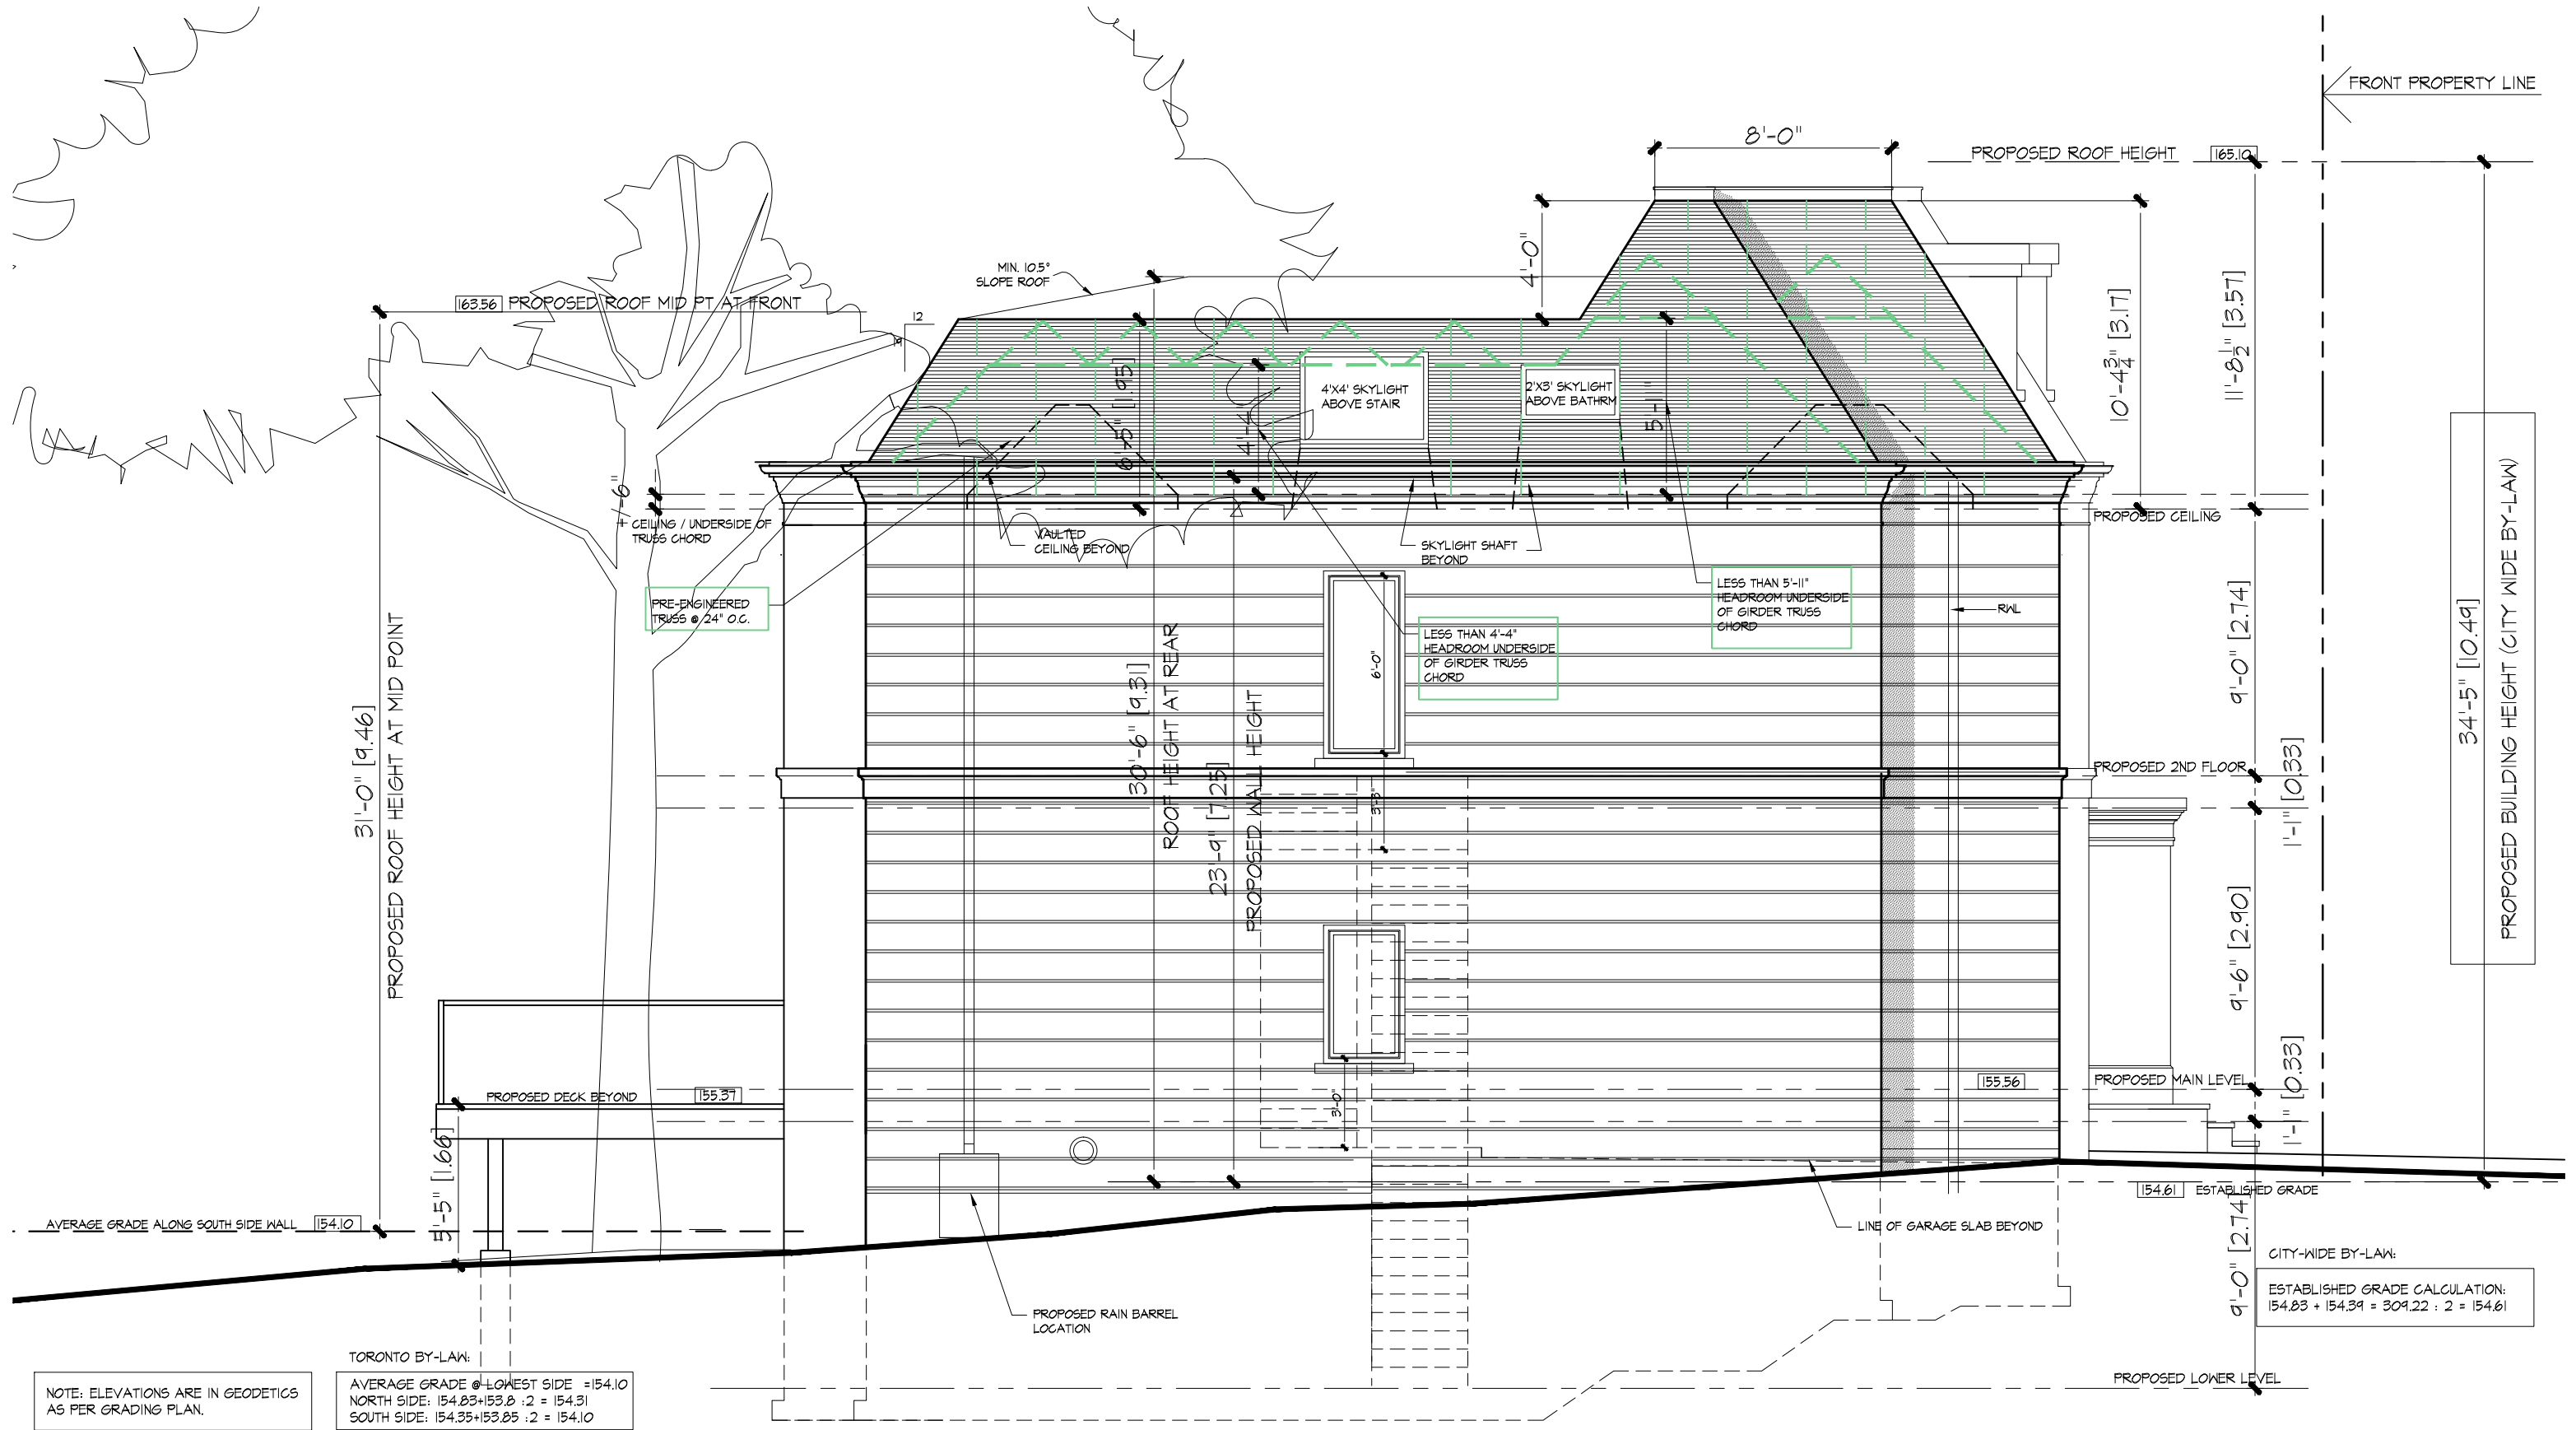 FRONT PROPERTY LINE
8'-0"
PROPOSED ROOF HEIGHT 165.10
4'-0"
MIN. 10.5°
SLOPE ROOF
163.56 PROPOSED ROOF MID PT AT FRONT
12
10'-4 3/4" [3.17]
11'-8 1/2" [3.57]
4'X4' SKYLIGHT
ABOVE STAIR
2'X3' SKYLIGHT
ABOVE BATHRM
6'-5" [1.95]
4'-4"
5'-11"
+/-6"
CEILING / UNDERSIDE OF
TRUSS CHORD
VAULTED
CEILING BEYOND
SKYLIGHT SHAFT
BEYOND
PROPOSED CEILING
PRE-ENGINEERED
TRUSS @ 24" O.C.
LESS THAN 5'-11"
HEADROOM UNDERSIDE
OF GIRDER TRUSS
CHORD
LESS THAN 4'-4"
HEADROOM UNDERSIDE
OF GIRDER TRUSS
CHORD
RWL
6'-0"
31'-0" [9.46]
PROPOSED ROOF HEIGHT AT MID POINT
30'-6" [9.31]
ROOF HEIGHT AT REAR
23'-9" [7.25]
PROPOSED WALL HEIGHT
9'-0" [2.74]
34'-5" [10.49]
PROPOSED BUILDING HEIGHT (CITY WIDE BY-LAW)
PROPOSED 2ND FLOOR
1'-1" [0.33]
3'-3"
9'-6" [2.90]
PROPOSED DECK BEYOND 155.37
155.56 PROPOSED MAIN LEVEL
1'-1" [0.33]
3'-0"
5'-5" [1.66]
154.61 ESTABLISHED GRADE
AVERAGE GRADE ALONG SOUTH SIDE WALL 154.10
LINE OF GARAGE SLAB BEYOND
9'-0" [2.74]
CITY-WIDE BY-LAW:
ESTABLISHED GRADE CALCULATION:
154.83 + 154.39 = 309.22 : 2 = 154.61
PROPOSED RAIN BARREL
LOCATION
PROPOSED LOWER LEVEL
TORONTO BY-LAW:
AVERAGE GRADE @ LOWEST SIDE =154.10
NORTH SIDE: 154.83+153.8 :2 = 154.31
SOUTH SIDE: 154.35+153.85 :2 = 154.10
NOTE: ELEVATIONS ARE IN GEODETICS
AS PER GRADING PLAN.